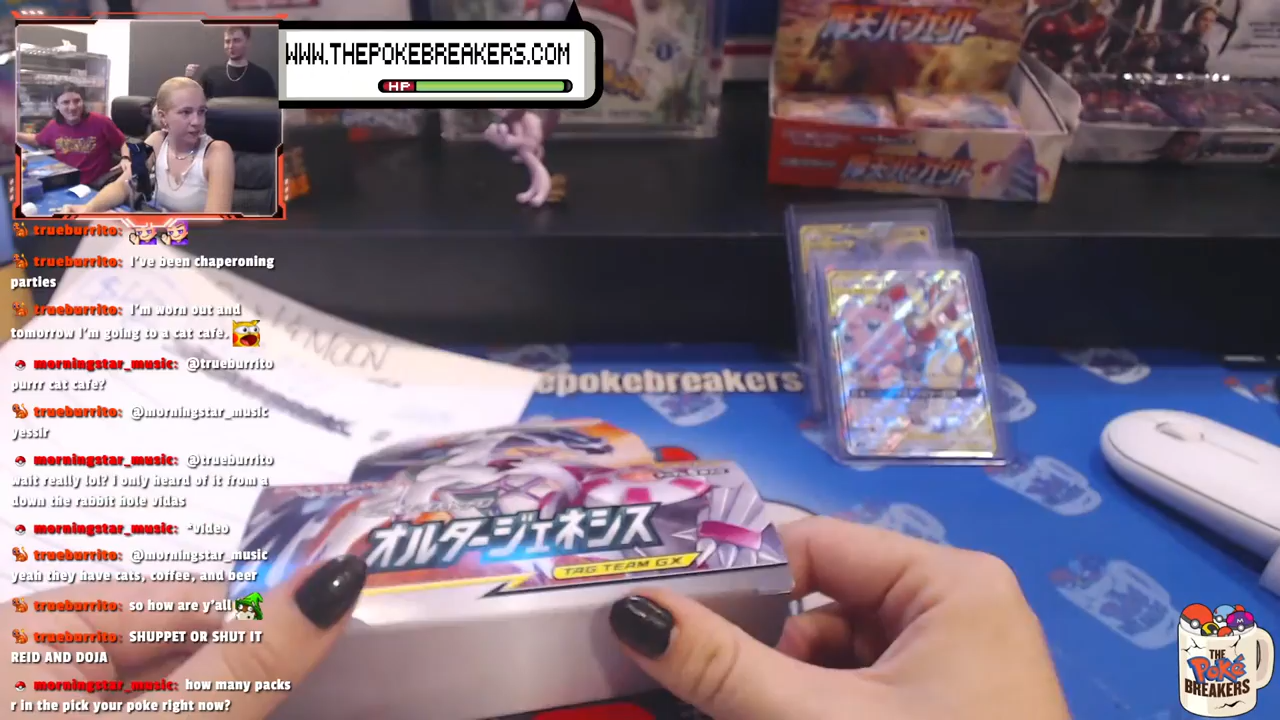 WWW.THEPOKEBREAKERS.COM
HP
trueburrito:
trueburrito: I've been chaperoning
parties
trueburrito: I'm worn out and
tomorrow I'm going to a cat cafe.
morningstar_music: @trueburrito
purrr cat cafe?
trueburrito: @morningstar_music
yessir
morningstar_music: @trueburrito
wait really lol? I only heard of it from a
down the rabbit hole vidas
morningstar_music: *video
trueburrito: @morningstar_music
yeah they have cats, coffee, and beer
trueburrito: so how are y'all
trueburrito: SHUPPET OR SHUT IT
REID AND DOJA
morningstar_music: how many packs
r in the pick your poke right now?
MOON
epokebreakers
オルタージェネシス
TAG TEAM GX
THE
Poké
BREAKERS